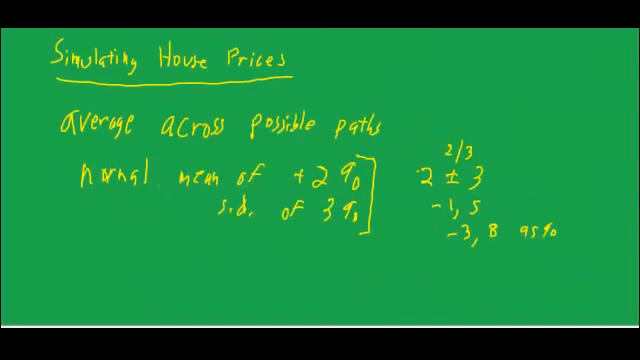 Simulating House Prices
average across possible paths
normal mean of +2%
s.d. of 3%
2/3
2 ± 3
-1, 5
-3, 8 95%